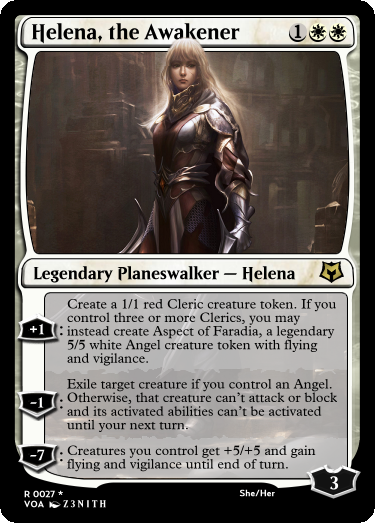 Helena, the Awakener 1
Legendary Planeswalker — Helena
Create a 1/1 red Cleric creature token. If you
control three or more Clerics, you may
+1: instead create Aspect of Faradia, a legendary
5/5 white Angel creature token with flying
and vigilance.
Exile target creature if you control an Angel.
-1: Otherwise, that creature can't attack or block
and its activated abilities can't be activated
until your next turn.
-7: Creatures you control get +5/+5 and gain
flying and vigilance until end of turn.
3
R 0027 * She/Her
VOA Z3NITH